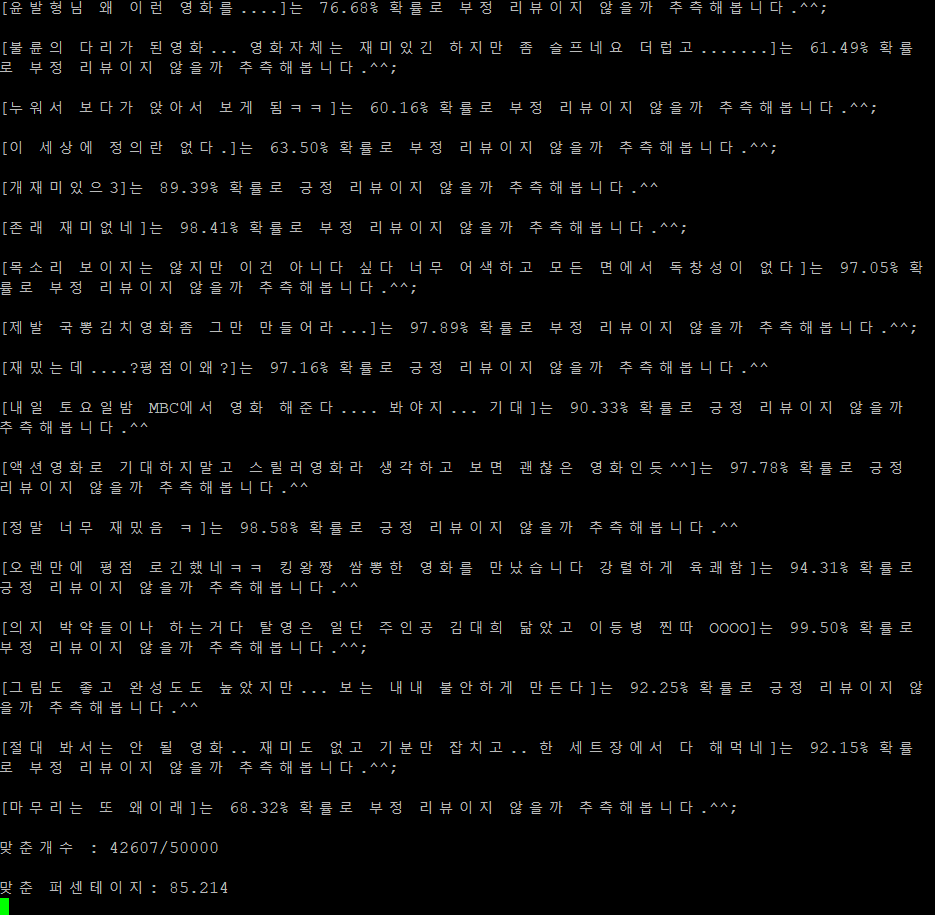 [윤발형님 왜 이런 영화를....]는 76.68% 확률로 부정 리뷰이지 않을까 추측해봅니다.^^;
[불륜의 다리가 된영화... 영화자체는 재미있긴 하지만 좀 슬프네요 더럽고.......]는 61.49% 확률
로 부정 리뷰이지 않을까 추측해봅니다.^^;
[누워서 보다가 앉아서 보게 됨ㅋㅋ]는 60.16% 확률로 부정 리뷰이지 않을까 추측해봅니다.^^;
[이 세상에 정의란 없다.]는 63.50% 확률로 부정 리뷰이지 않을까 추측해봅니다.^^;
[개재미있으3]는 89.39% 확률로 긍정 리뷰이지 않을까 추측해봅니다.^^
[존래 재미없네]는 98.41% 확률로 부정 리뷰이지 않을까 추측해봅니다.^^;
[목소리 보이지는 않지만 이건 아니다 싶다 너무 어색하고 모든 면에서 독창성이 없다]는 97.05% 확
률로 부정 리뷰이지 않을까 추측해봅니다.^^;
[제발 국뽕김치영화좀 그만 만들어라...]는 97.89% 확률로 부정 리뷰이지 않을까 추측해봅니다.^^;
[재밌는데....?평점이왜?]는 97.16% 확률로 긍정 리뷰이지 않을까 추측해봅니다.^^
[내일 토요일밤 MBC에서 영화 해준다.... 봐야지... 기대]는 90.33% 확률로 긍정 리뷰이지 않을까
추측해봅니다.^^
[액션영화로 기대하지말고 스릴러영화라 생각하고 보면 괜찮은 영화인듯^^]는 97.78% 확률로 긍정
리뷰이지 않을까 추측해봅니다.^^
[정말 너무 재밌음 ㅋ]는 98.58% 확률로 긍정 리뷰이지 않을까 추측해봅니다.^^
[오랜만에 평점 로긴했네ㅋㅋ 킹왕짱 쌈뽕한 영화를 만났습니다 강렬하게 육쾌함]는 94.31% 확률로
긍정 리뷰이지 않을까 추측해봅니다.^^
[의지 박약들이나 하는거다 탈영은 일단 주인공 김대희 닮았고 이등병 찐따 OOOO]는 99.50% 확률로
부정 리뷰이지 않을까 추측해봅니다.^^;
[그림도 좋고 완성도도 높았지만... 보는 내내 불안하게 만든다]는 92.25% 확률로 긍정 리뷰이지 않
을까 추측해봅니다.^^
[절대 봐서는 안 될 영화.. 재미도 없고 기분만 잡치고.. 한 세트장에서 다 해먹네]는 92.15% 확률
로 부정 리뷰이지 않을까 추측해봅니다.^^;
[마무리는 또 왜이래]는 68.32% 확률로 부정 리뷰이지 않을까 추측해봅니다.^^;
맞춘개수 : 42607/50000
맞춘 퍼센테이지: 85.214